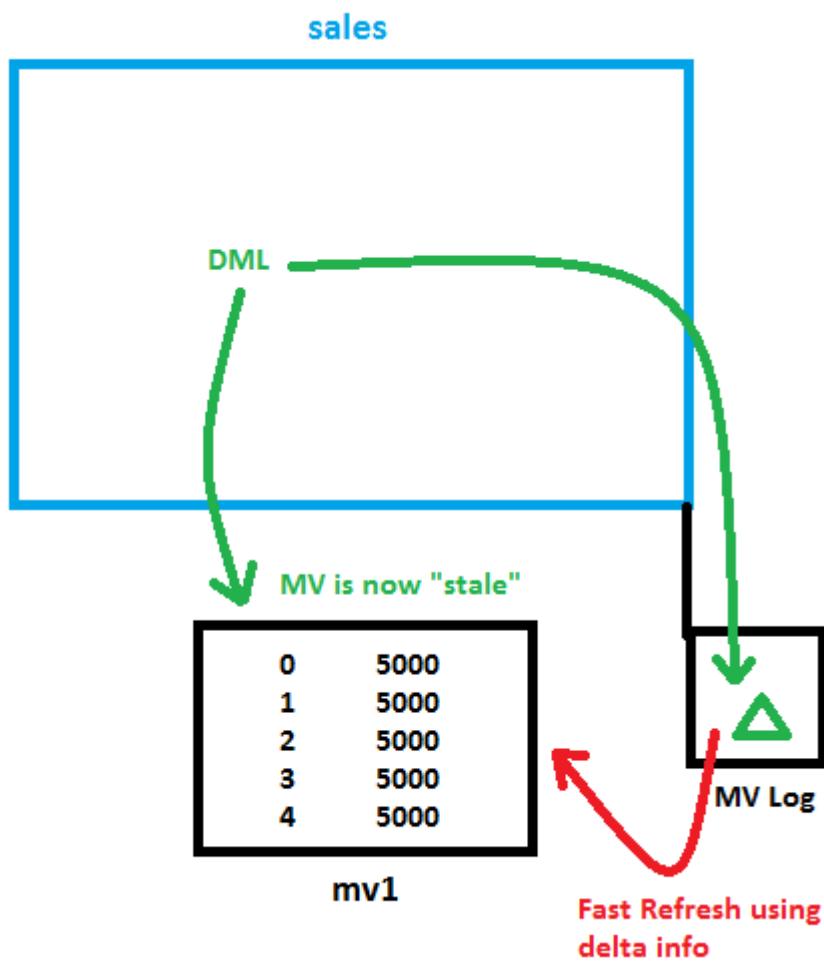 sales
DML
MV is now "stale"
0 5000
1 5000
2 5000
3 5000
4 5000
MV Log
mv1
Fast Refresh using
delta info